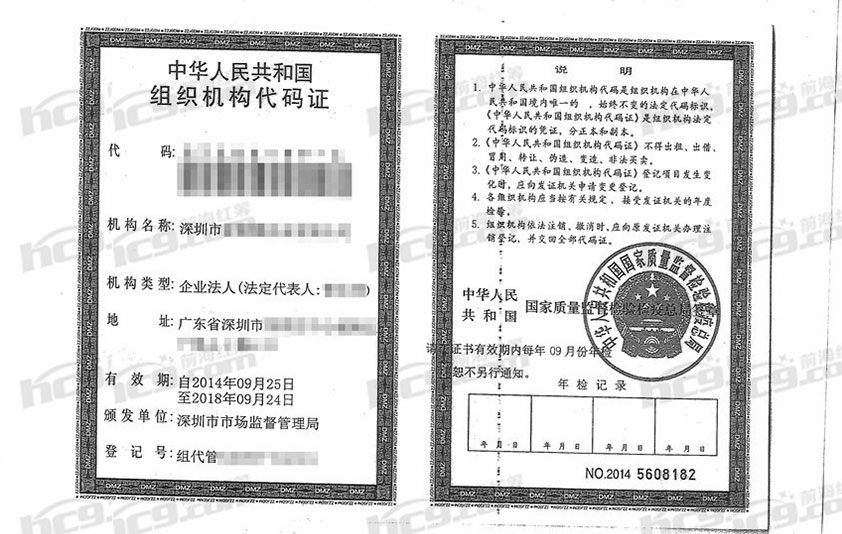 中华人民共和国
组织机构代码证
代 码:
机构名称: 深圳市
机构类型: 企业法人(法定代表人: )
地 址: 广东省深圳市
有 效 期: 自2014年09月25日
至2018年09月24日
颁发单位: 深圳市市场监督管理局
登 记 号: 组代管
说 明
1. 中华人民共和国组织机构代码是组织机构在中华人
民共和国境内唯一的、始终不变的法定代码标识,
《中华人民共和国组织机构代码证》是组织机构法定
代码标识的凭证,分正本和副本。
2. 《中华人民共和国组织机构代码证》不得出租、出借、
冒用、转让、伪造、变造、非法买卖。
3. 《中华人民共和国组织机构代码证》登记项目发生变
化时,应向发证机关申请变更登记。
4. 各组织机构应当按有关规定,接受发证机关的年度
检验。
5. 组织机构依法注销、撤消时,应向原发证机关办理注
销登记,并交回全部代码证。
中华人民
共和国
国家质量监督检验检疫总局签章
中华人民共和国国家质量监督检验检疫总局
请 证书有效期内每年 09月份年检
恕不另行通知。
年检记录
年 月 日
年 月 日
年 月 日
年 月 日
NO.2014 5608182
hc9.com 前海红筹